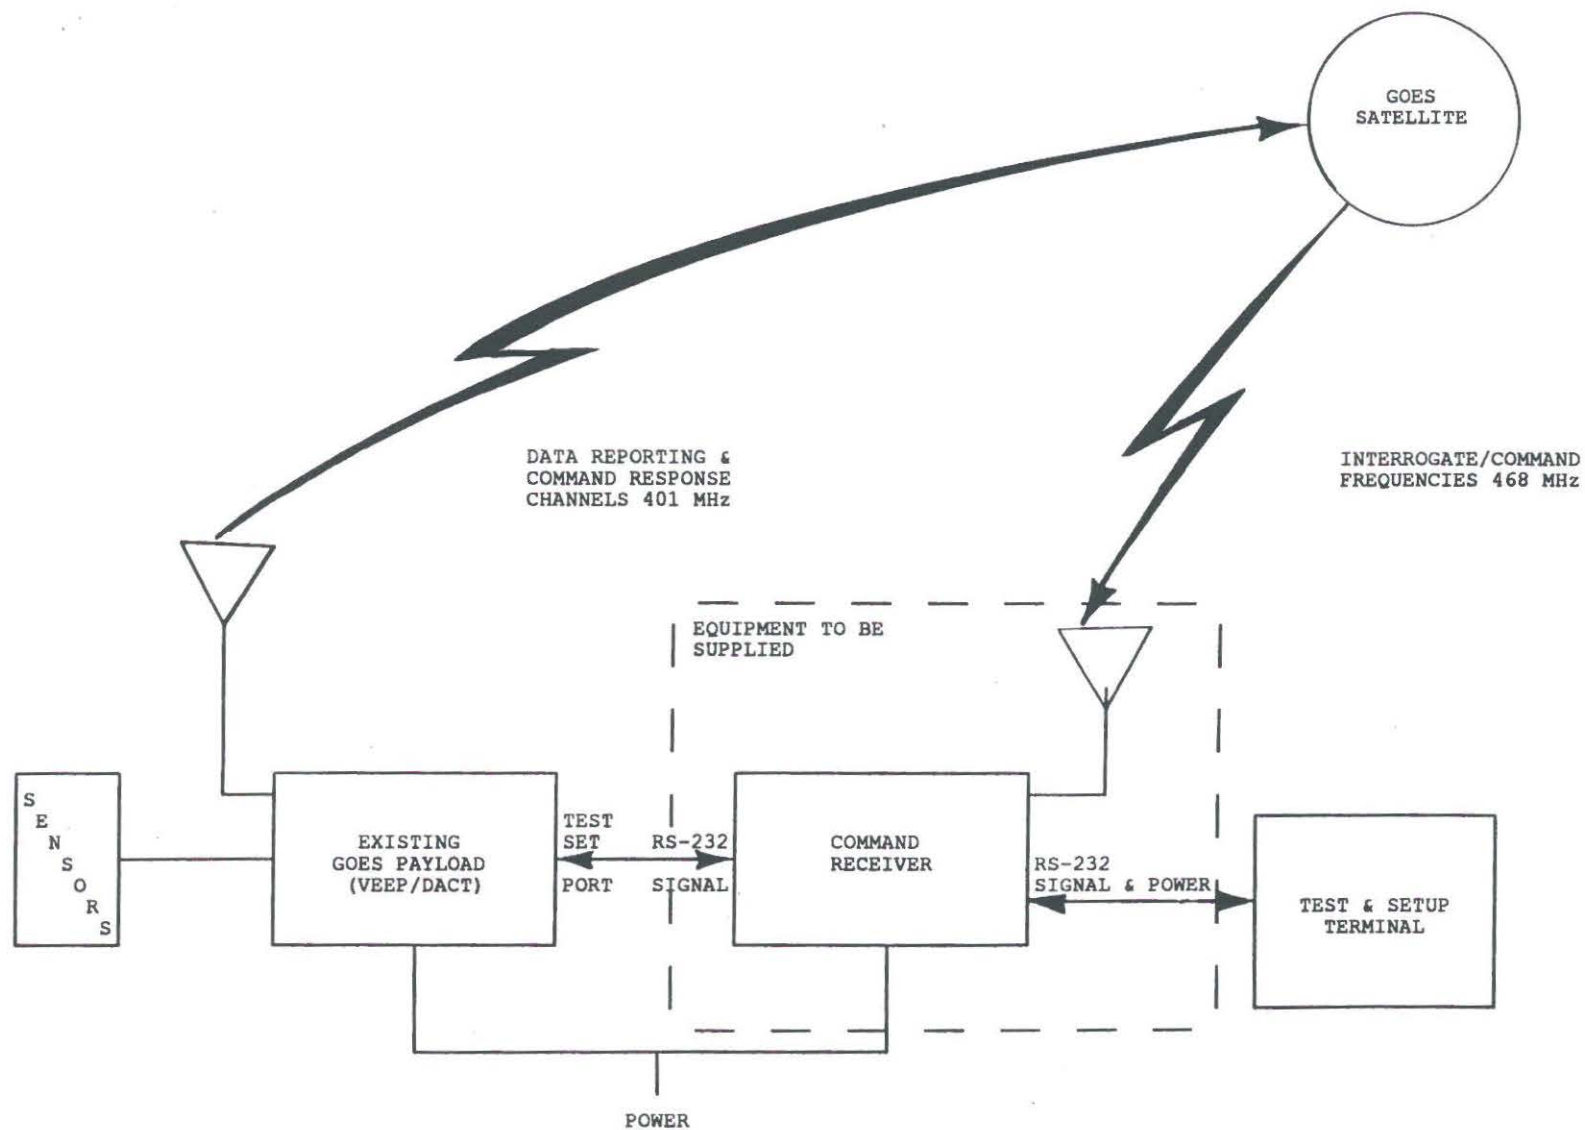 GOES
SATELLITE
DATA REPORTING &
COMMAND RESPONSE
CHANNELS 401 MHz
INTERROGATE/COMMAND
FREQUENCIES 468 MHz
EQUIPMENT TO BE
SUPPLIED
SENSORS
EXISTING
GOES PAYLOAD
(VEEP/DACT)
TEST
SET
PORT
RS-232
SIGNAL
COMMAND
RECEIVER
RS-232
SIGNAL & POWER
TEST & SETUP
TERMINAL
POWER